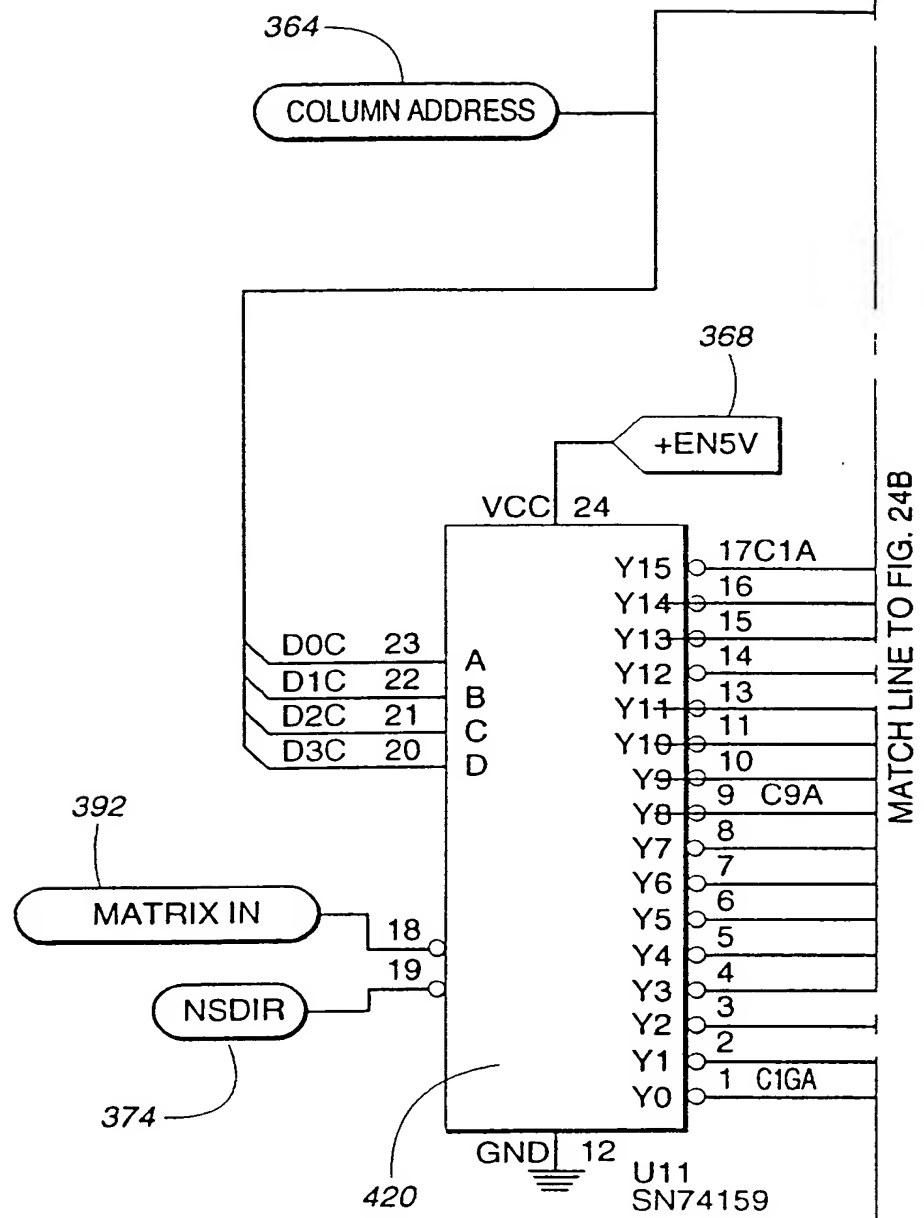 364
COLUMN ADDRESS
368
+EN5V
VCC 24
MATCH LINE TO FIG. 24B
Y15 17C1A
Y14 16
Y13 15
Y12 14
D0C 23 A
D1C 22 B
D2C 21 C
D3C 20 D
Y11 13
Y10 11
Y9 10
Y8 9 C9A
Y7 8
Y6 7
Y5 6
Y4 5
Y3 4
Y2 3
Y1 2
Y0 1 C1GA
392
MATRIX IN
18
19
NSDIR
374
420
GND 12
U11
SN74159